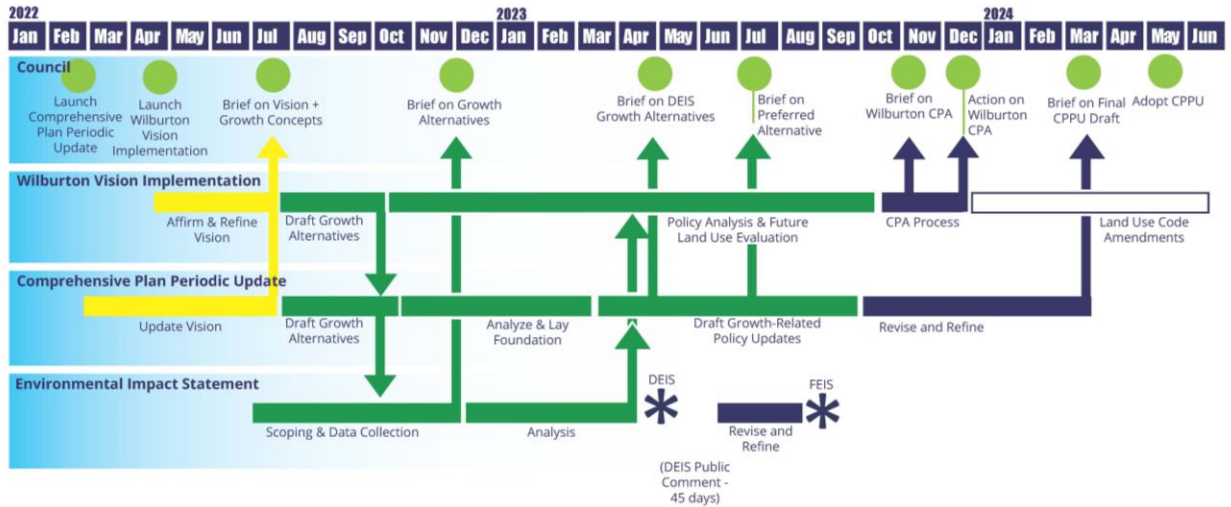 2022
2023
2024
Jan Feb Mar Apr May Jun Jul Aug Sep Oct Nov Dec Jan Feb Mar Apr May Jun Jul Aug Sep Oct Nov Dec Jan Feb Mar Apr May Jun
Council
Launch
Comprehensive
Plan Periodic
Update
Launch
Wilburton
Vision
Implementation
Brief on Vision +
Growth Concepts
Brief on Growth
Alternatives
Brief on DEIS
Growth Alternatives
Brief on
Preferred
Alternative
Brief on
Wilburton CPA
Action on
Wilburton
CPA
Brief on Final
CPPU Draft
Adopt CPPU
Wilburton Vision Implementation
Affirm & Refine
Vision
Draft Growth
Alternatives
Policy Analysis & Future
Land Use Evaluation
CPA Process
Land Use Code
Amendments
Comprehensive Plan Periodic Update
Update Vision
Draft Growth
Alternatives
Analyze & Lay
Foundation
Draft Growth-Related
Policy Updates
Revise and Refine
Environmental Impact Statement
Scoping & Data Collection
Analysis
DEIS
(DEIS Public
Comment -
45 days)
Revise and
Refine
FEIS